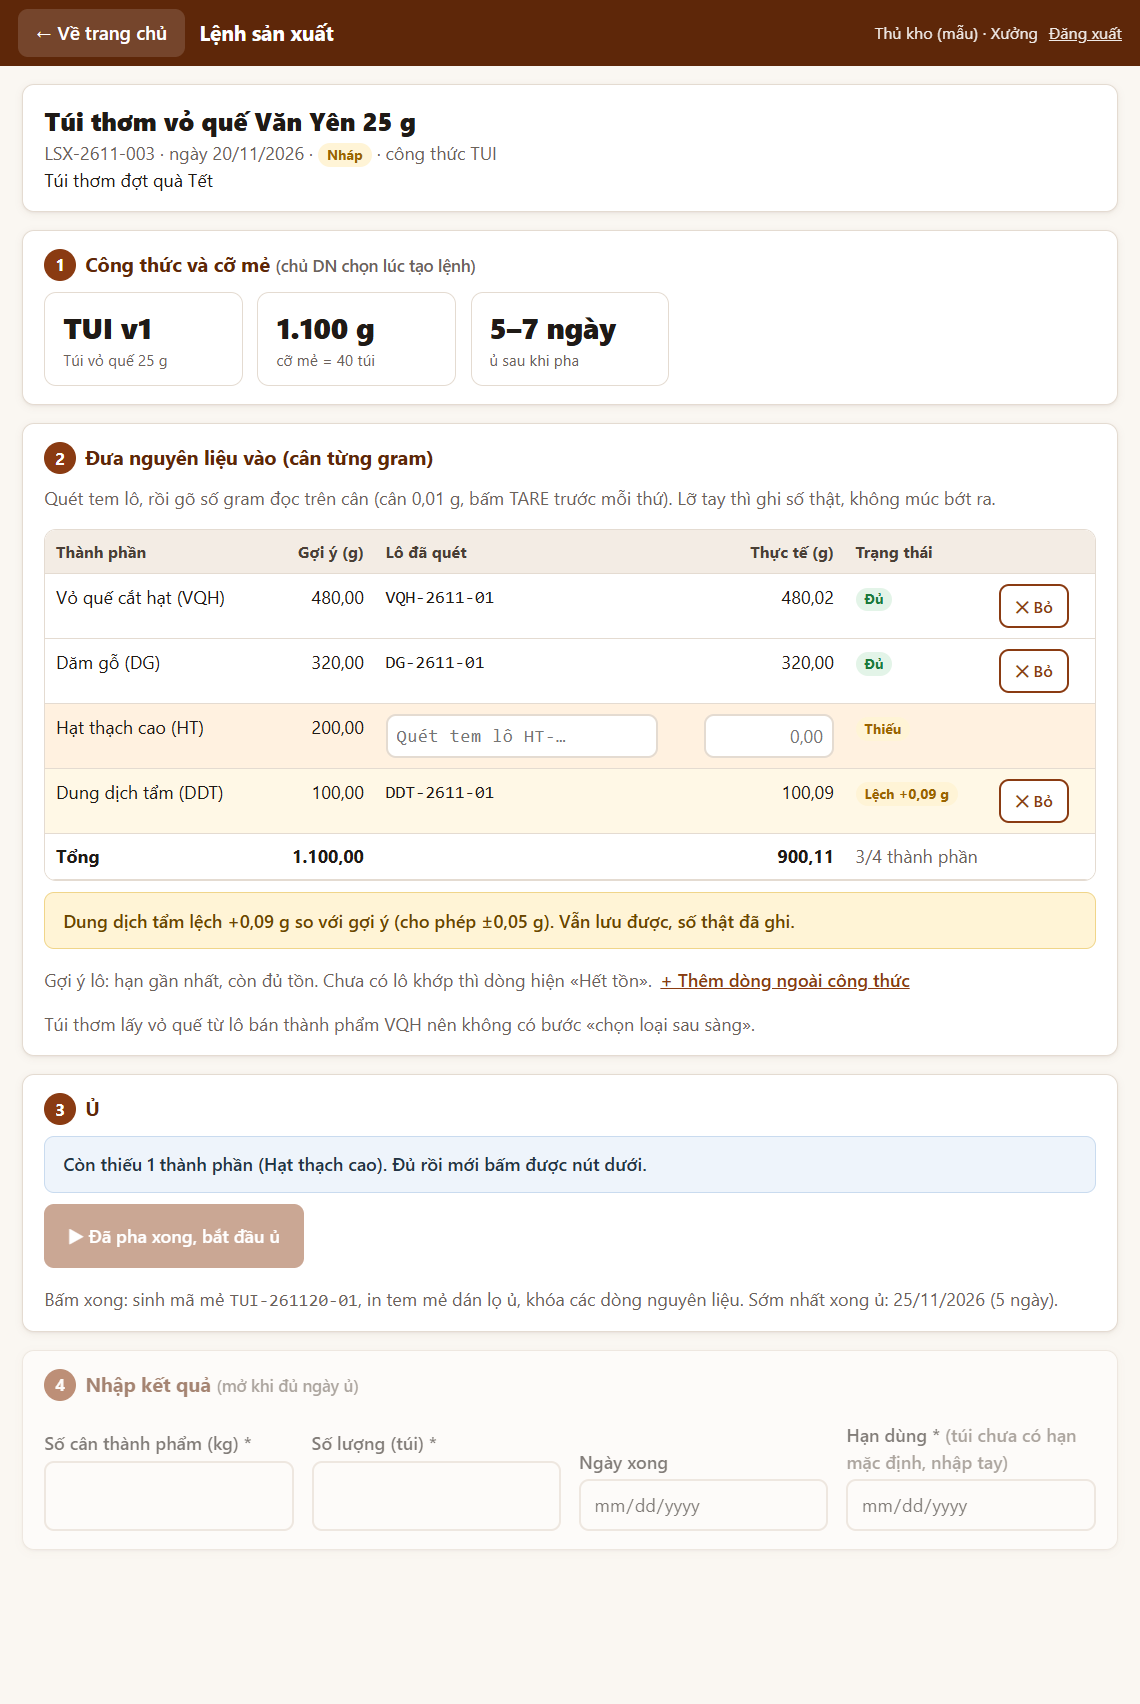 ← Về trang chủ Lệnh sản xuất Thủ kho (mẫu) · Xưởng Đăng xuất
Túi thơm vỏ quế Văn Yên 25 g
LSX-2611-003 · ngày 20/11/2026 · Nháp · công thức TUI
Túi thơm đợt quà Tết
1 Công thức và cỡ mẻ (chủ DN chọn lúc tạo lệnh)
TUI v1 1.100 g 5–7 ngày
Túi vỏ quế 25 g cỡ mẻ = 40 túi ủ sau khi pha
2 Đưa nguyên liệu vào (cân từng gram)
Quét tem lô, rồi gõ số gram đọc trên cân (cân 0,01 g, bấm TARE trước mỗi thứ). Lỡ tay thì ghi số thật, không múc bớt ra.
Thành phần Gợi ý (g) Lô đã quét Thực tế (g) Trạng thái
Vỏ quế cắt hạt (VQH) 480,00 VQH-2611-01 480,02 Đủ ✕ Bỏ
Dăm gỗ (DG) 320,00 DG-2611-01 320,00 Đủ ✕ Bỏ
Hạt thạch cao (HT) 200,00 Quét tem lô HT-… 0,00 Thiếu
Dung dịch tẩm (DDT) 100,00 DDT-2611-01 100,09 Lệch +0,09 g ✕ Bỏ
Tổng 1.100,00 900,11 3/4 thành phần
Dung dịch tẩm lệch +0,09 g so với gợi ý (cho phép ±0,05 g). Vẫn lưu được, số thật đã ghi.
Gợi ý lô: hạn gần nhất, còn đủ tồn. Chưa có lô khớp thì dòng hiện «Hết tồn». + Thêm dòng ngoài công thức
Túi thơm lấy vỏ quế từ lô bán thành phẩm VQH nên không có bước «chọn loại sau sàng».
3 Ủ
Còn thiếu 1 thành phần (Hạt thạch cao). Đủ rồi mới bấm được nút dưới.
▶ Đã pha xong, bắt đầu ủ
Bấm xong: sinh mã mẻ TUI-261120-01, in tem mẻ dán lọ ủ, khóa các dòng nguyên liệu. Sớm nhất xong ủ: 25/11/2026 (5 ngày).
4 Nhập kết quả (mở khi đủ ngày ủ)
Số cân thành phẩm (kg) *
Số lượng (túi) *
Ngày xong
mm/dd/yyyy
Hạn dùng * (túi chưa có hạn
mặc định, nhập tay)
mm/dd/yyyy